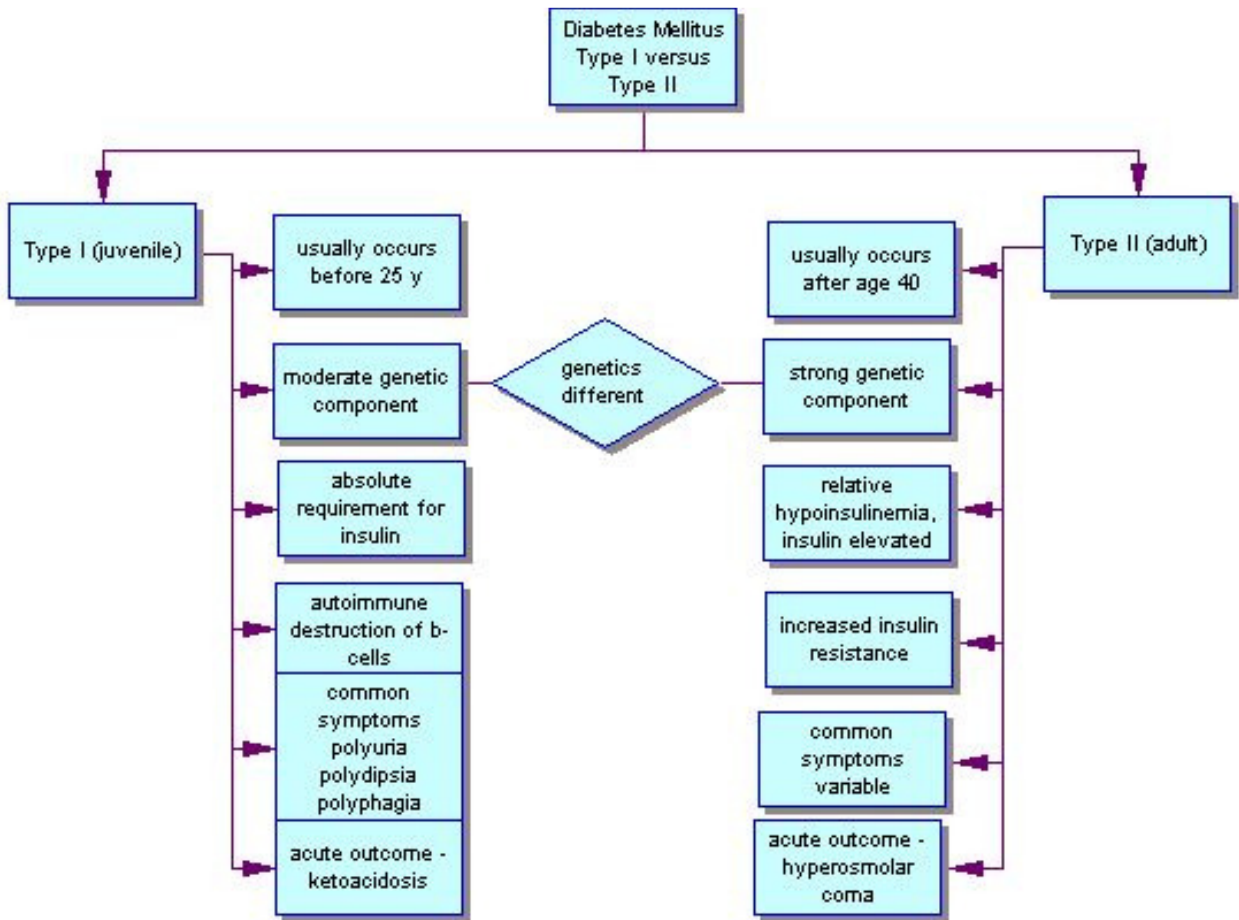 Diabetes Mellitus
Type I versus
Type II
Type I (juvenile)
usually occurs
before 25 y
moderate genetic
component
absolute
requirement for
insulin
autoimmune
destruction of b-
cells
common
symptoms
polyuria
polydipsia
polyphagia
acute outcome -
ketoacidosis
genetics
different
Type II (adult)
usually occurs
after age 40
strong genetic
component
relative
hypoinsulinemia,
insulin elevated
increased insulin
resistance
common
symptoms
variable
acute outcome -
hyperosmolar
coma